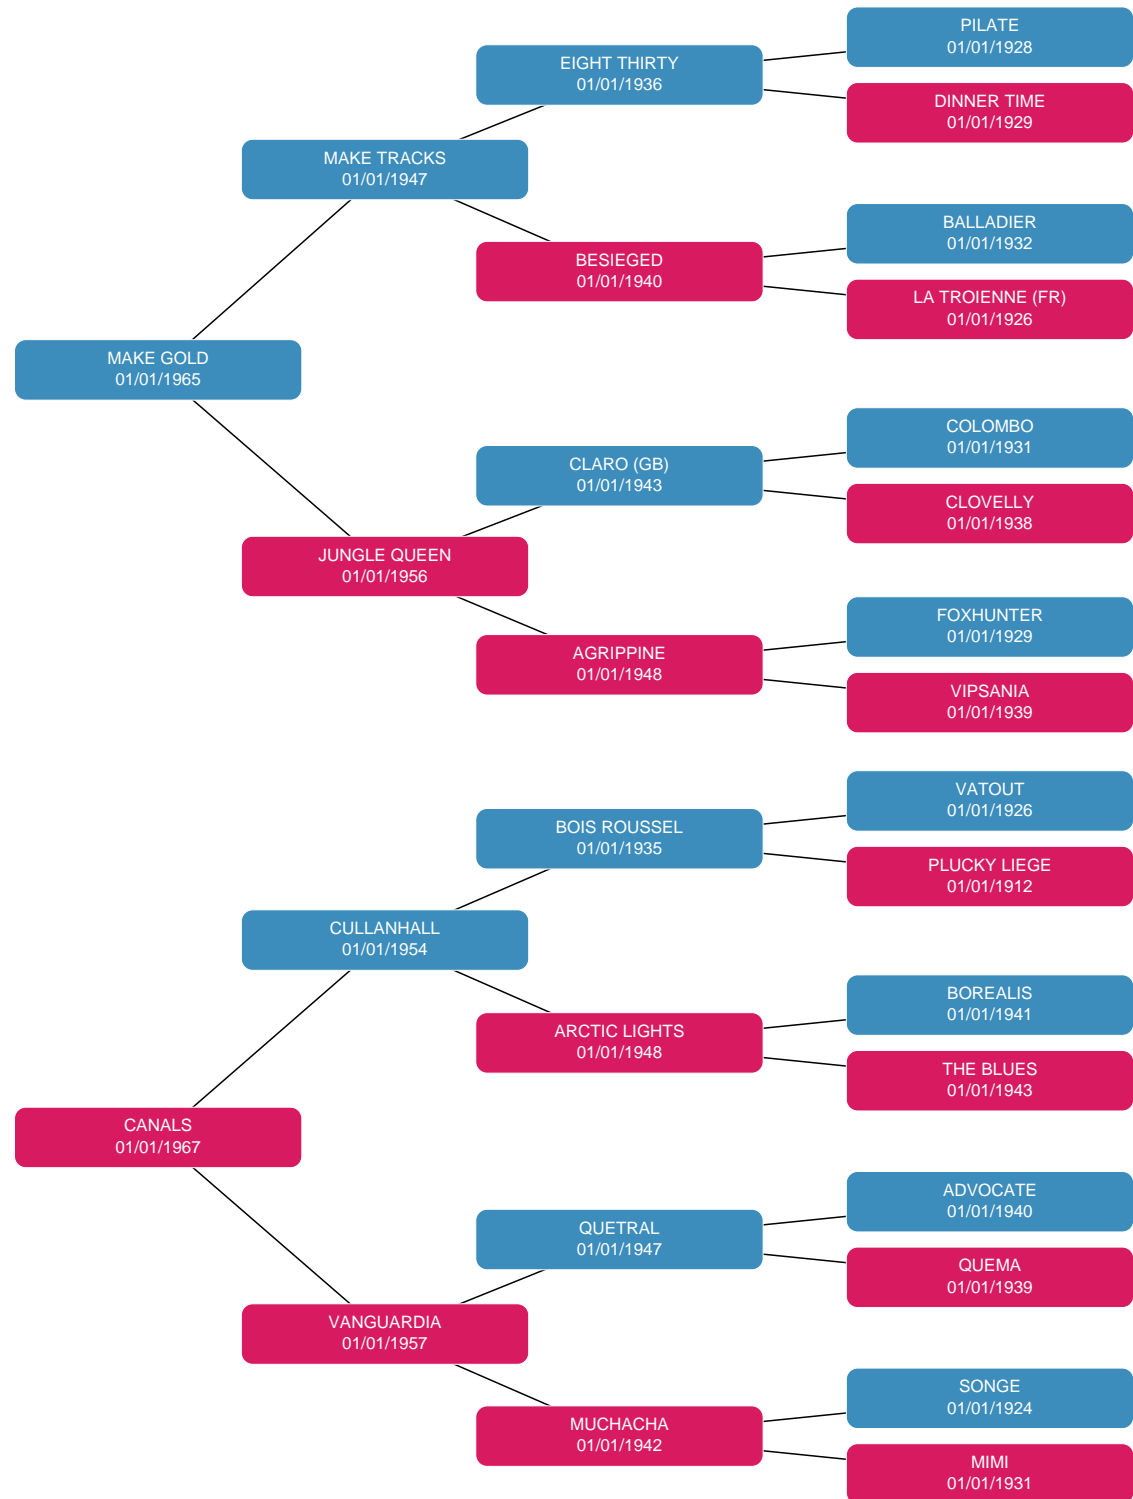 PILATE
01/01/1928
EIGHT THIRTY
01/01/1936
DINNER TIME
01/01/1929
MAKE TRACKS
01/01/1947
BALLADIER
01/01/1932
BESIEGED
01/01/1940
LA TROIENNE (FR)
01/01/1926
MAKE GOLD
01/01/1965
COLOMBO
01/01/1931
CLARO (GB)
01/01/1943
CLOVELLY
01/01/1938
JUNGLE QUEEN
01/01/1956
FOXHUNTER
01/01/1929
AGRIPPINE
01/01/1948
VIPSANIA
01/01/1939
VATOUT
01/01/1926
BOIS ROUSSEL
01/01/1935
PLUCKY LIEGE
01/01/1912
CULLANHALL
01/01/1954
BOREALIS
01/01/1941
ARCTIC LIGHTS
01/01/1948
THE BLUES
01/01/1943
CANALS
01/01/1967
ADVOCATE
01/01/1940
QUETRAL
01/01/1947
QUEMA
01/01/1939
VANGUARDIA
01/01/1957
SONGE
01/01/1924
MUCHACHA
01/01/1942
MIMI
01/01/1931